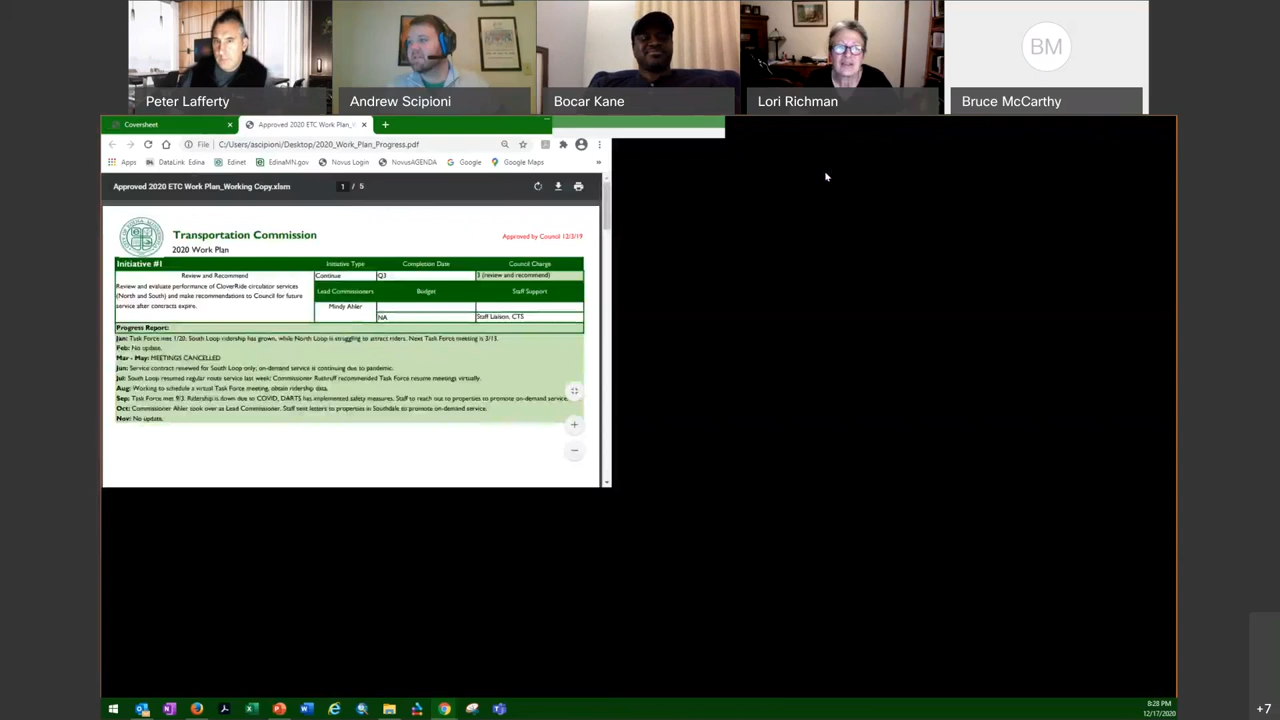 BM
Peter Lafferty
Andrew Scipioni
Bocar Kane
Lori Richman
Bruce McCarthy
Coversheet
Approved 2020 ETC Work Plan_W
File
C:/Users/ascipioni/Desktop/2020_Work_Plan_Progress.pdf
Apps DataLink Edina Edinet EdinaMN.gov Novus Login NovusAGENDA Google Google Maps »
Approved 2020 ETC Work Plan_Working Copy.xlsm
1 / 5
Transportation Commission
Approved by Council 12/3/19
2020 Work Plan
Initiative #1 Initiative Type Completion Date Council Charge
Review and Recommend Continue Q3 3 (review and recommend)
Review and evaluate performance of CloverRide circulator services
(North and South) and make recommendations to Council for future
service after contracts expire.
Lead Commissioners Budget Staff Support
Mindy Ahler
NA Staff Liaison, CTS
Progress Report:
Jan: Task Force met 1/20. South Loop ridership has grown, while North Loop is struggling to attract riders. Next Task Force meeting is 3/13.
Feb: No update.
Mar - May: MEETINGS CANCELLED
Jun: Service contract renewed for South Loop only; on-demand service is continuing due to pandemic.
Jul: South Loop resumed regular route service last week; Commissioner Ruthruff recommended Task Force resume meetings virtually.
Aug: Working to schedule a virtual Task Force meeting, obtain ridership data.
Sep: Task Force met 9/3. Ridership is down due to COVID, DARTS has implemented safety measures. Staff to reach out to properties to promote on-demand service.
Oct: Commissioner Ahler took over as Lead Commissioner. Staff sent letters to properties in Southdale to promote on-demand service.
Nov: No update.
8:28 PM
12/17/2020
+7